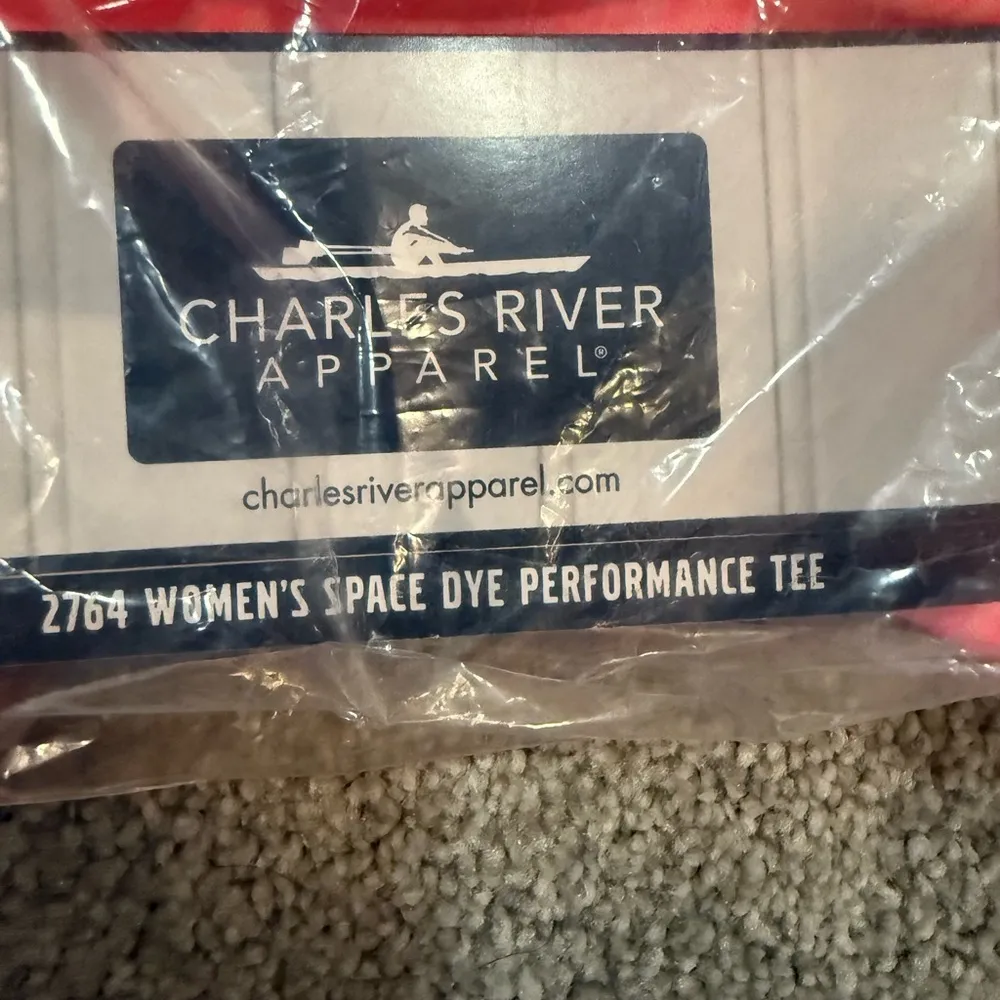 CHARLES RIVER
APPAREL®
charlesriverapparel.com
2764 WOMEN'S SPACE DYE PERFORMANCE TEE